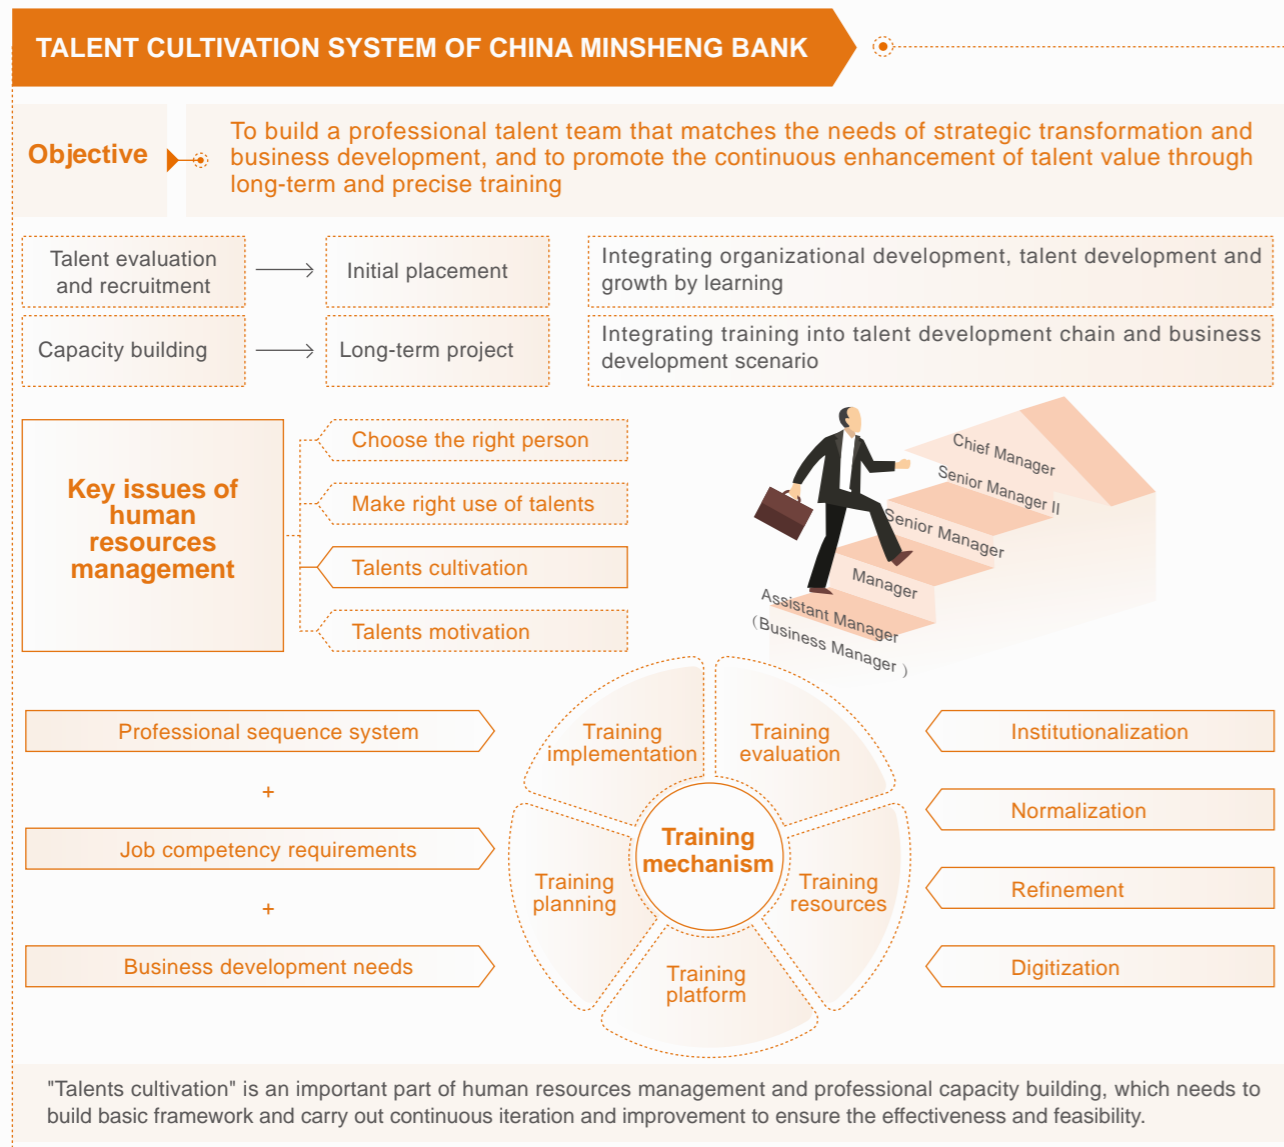 TALENT CULTIVATION SYSTEM OF CHINA MINSHENG BANK
Objective
To build a professional talent team that matches the needs of strategic transformation and
business development, and to promote the continuous enhancement of talent value through
long-term and precise training
Talent evaluation
and recruitment
Initial placement
Integrating organizational development, talent development and
growth by learning
Capacity building
Long-term project
Integrating training into talent development chain and business
development scenario
Key issues of
human
resources
management
Choose the right person
Make right use of talents
Talents cultivation
Talents motivation
Chief Manager
Senior Manager II
Senior Manager
Manager
Assistant Manager
（Business Manager ）
Professional sequence system
+
Job competency requirements
+
Business development needs
Training
implementation
Training
evaluation
Training
mechanism
Training
planning
Training
resources
Training
platform
Institutionalization
Normalization
Refinement
Digitization
"Talents cultivation" is an important part of human resources management and professional capacity building, which needs to
build basic framework and carry out continuous iteration and improvement to ensure the effectiveness and feasibility.